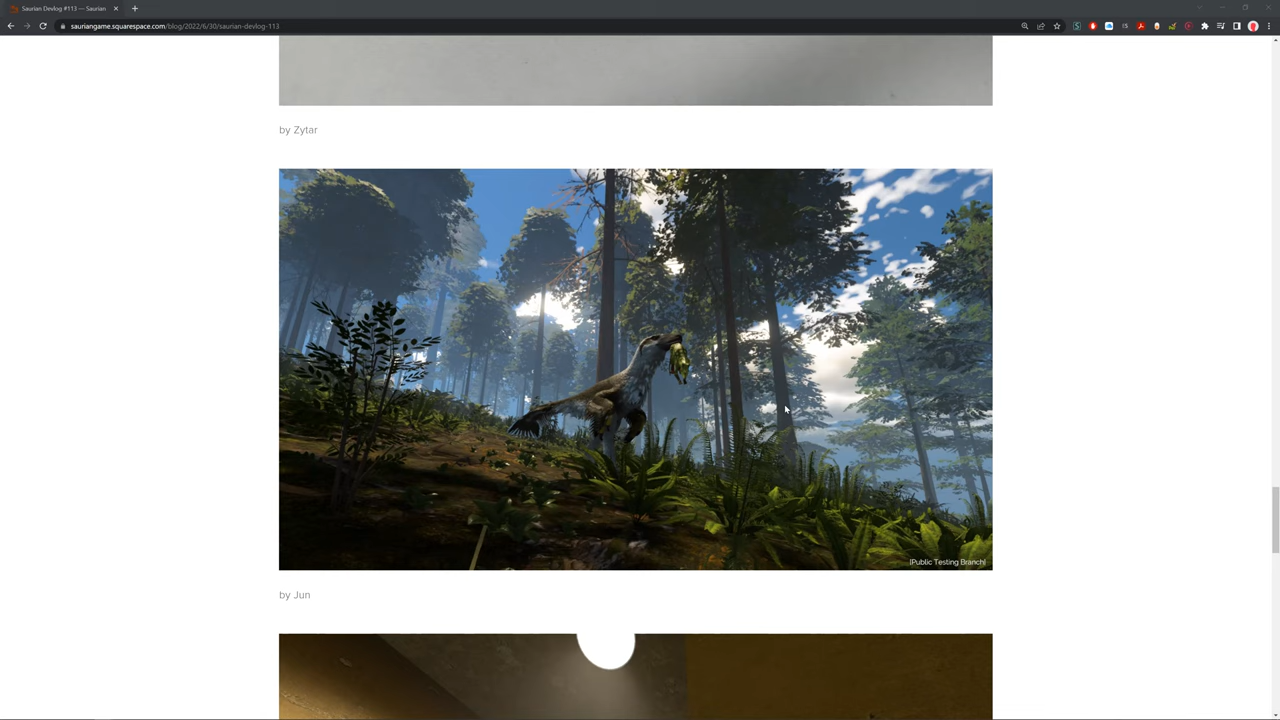 Saurian Devlog #113 — Saurian
sauriangame.squarespace.com/blog/2022/6/30/saurian-devlog-113
by Zytar
[Public Testing Branch]
by Jun